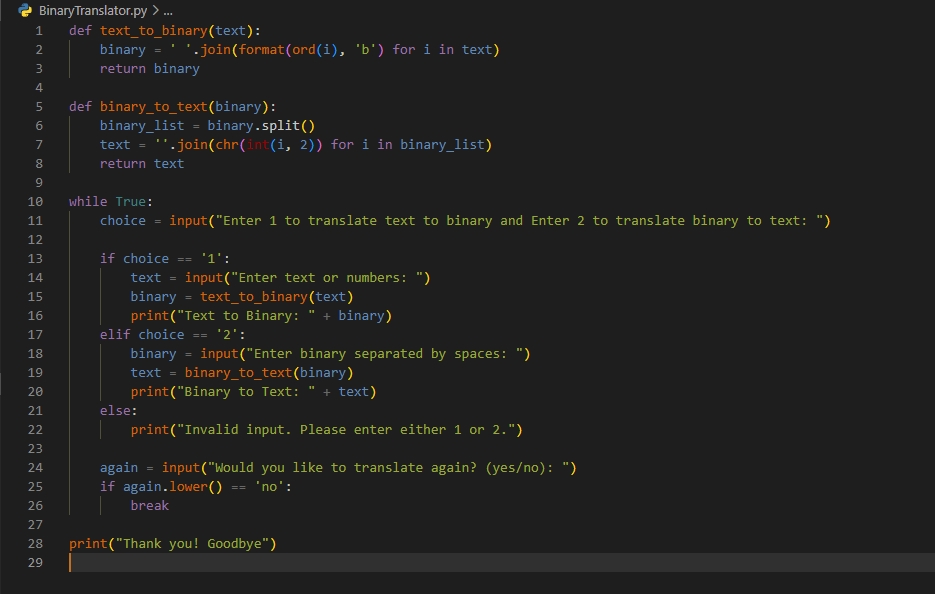 BinaryTranslator.py > ...
1 def text_to_binary(text):
2     binary = ' '.join(format(ord(i), 'b') for i in text)
3     return binary
4
5 def binary_to_text(binary):
6     binary_list = binary.split()
7     text = ''.join(chr(int(i, 2)) for i in binary_list)
8     return text
9
10 while True:
11     choice = input("Enter 1 to translate text to binary and Enter 2 to translate binary to text: ")
12
13     if choice == '1':
14         text = input("Enter text or numbers: ")
15         binary = text_to_binary(text)
16         print("Text to Binary: " + binary)
17     elif choice == '2':
18         binary = input("Enter binary separated by spaces: ")
19         text = binary_to_text(binary)
20         print("Binary to Text: " + text)
21     else:
22         print("Invalid input. Please enter either 1 or 2.")
23
24     again = input("Would you like to translate again? (yes/no): ")
25     if again.lower() == 'no':
26         break
27
28 print("Thank you! Goodbye")
29